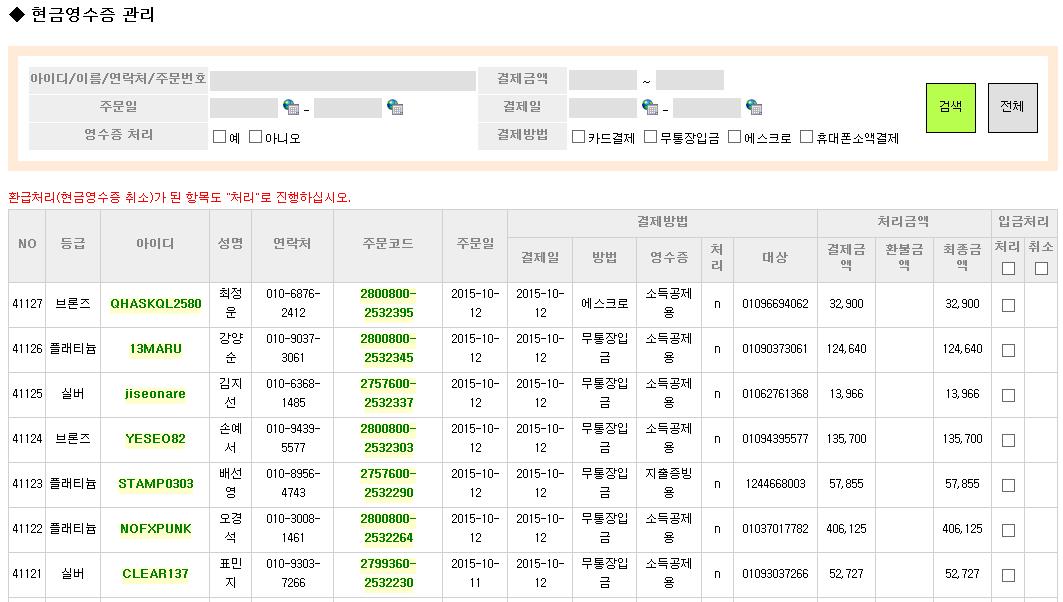 ◆ 현금영수증 관리
아이디/이름/연락처/주문번호 결제금액 ~
주문일 - 결제일 -
영수증 처리 예 아니오 결제방법 카드결제 무통장입금 에스크로 휴대폰소액결제
검색 전체
환급처리(현금영수증 취소)가 된 항목도 "처리"로 진행하십시오.
NO 등급 아이디 성명 연락처 주문코드 주문일 결제방법 처리금액 입금처리
결제일 방법 영수증 처리 대상 결제금액 환불금액 최종금액 처리 취소
41127 브론즈 QHASKQL2580 최정운 010-6876-2412 2800800-2532395 2015-10-12 2015-10-12 에스크로 소득공제용 n 01096694062 32,900 32,900
41126 플래티늄 13MARU 강양순 010-9037-3061 2800800-2532345 2015-10-12 2015-10-12 무통장입금 소득공제용 n 01090373061 124,640 124,640
41125 실버 jiseonare 김지선 010-6368-1485 2757600-2532337 2015-10-12 2015-10-12 무통장입금 소득공제용 n 01062761368 13,966 13,966
41124 브론즈 YESEO82 손예서 010-9439-5577 2800800-2532303 2015-10-12 2015-10-12 무통장입금 소득공제용 n 01094395577 135,700 135,700
41123 플래티늄 STAMP0303 배선영 010-8956-4743 2757600-2532290 2015-10-12 2015-10-12 무통장입금 지출증빙용 n 1244668003 57,855 57,855
41122 플래티늄 NOFXPUNK 오경석 010-3008-1461 2800800-2532264 2015-10-12 2015-10-12 무통장입금 소득공제용 n 01037017782 406,125 406,125
41121 실버 CLEAR137 표민지 010-9303-7266 2799360-2532230 2015-10-11 2015-10-12 무통장입금 소득공제용 n 01093037266 52,727 52,727